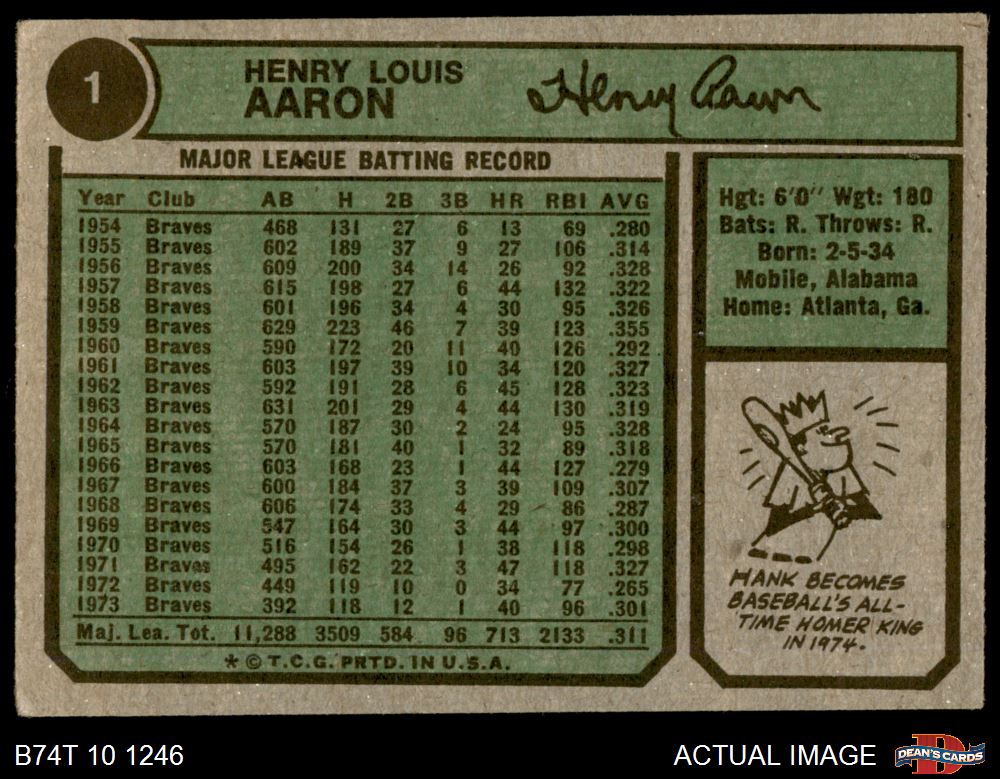 1
HENRY LOUIS
AARON
Henry Aaron
MAJOR LEAGUE BATTING RECORD
Year Club AB H 2B 3B HR RBI AVG
1954 Braves 468 131 27 6 13 69 .280
1955 Braves 602 189 37 9 27 106 .314
1956 Braves 609 200 34 14 26 92 .328
1957 Braves 615 198 27 6 44 132 .322
1958 Braves 601 196 34 4 30 95 .326
1959 Braves 629 223 46 7 39 123 .355
1960 Braves 590 172 20 11 40 126 .292
1961 Braves 603 197 39 10 34 120 .327
1962 Braves 592 191 28 6 45 128 .323
1963 Braves 631 201 29 4 44 130 .319
1964 Braves 570 187 30 2 24 95 .328
1965 Braves 570 181 40 1 32 89 .318
1966 Braves 603 168 23 1 44 127 .279
1967 Braves 600 184 37 3 39 109 .307
1968 Braves 606 174 33 4 29 86 .287
1969 Braves 547 164 30 3 44 97 .300
1970 Braves 516 154 26 1 38 118 .298
1971 Braves 495 162 22 3 47 118 .327
1972 Braves 449 119 10 0 34 77 .265
1973 Braves 392 118 12 1 40 96 .301
Maj. Lea. Tot. 11,288 3509 584 96 713 2133 .311
* © T.C.G. PRTD. IN U.S.A.
Hgt: 6'0" Wgt: 180
Bats: R. Throws: R.
Born: 2-5-34
Mobile, Alabama
Home: Atlanta, Ga.
HANK BECOMES
BASEBALL'S ALL-
TIME HOMER KING
IN 1974.
B74T 10 1246
ACTUAL IMAGE
D
DEAN'S CARDS